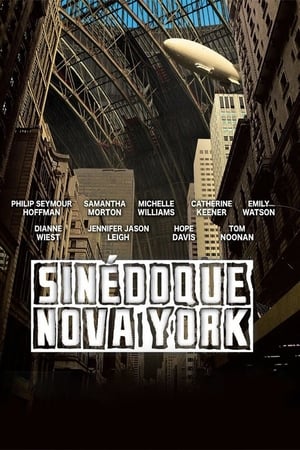 PHILIP SEYMOUR HOFFMAN
SAMANTHA MORTON
MICHELLE WILLIAMS
CATHERINE KEENER
EMILY... WATSON
DIANNE WIEST
JENNIFER JASON LEIGH
HOPE DAVIS
TOM NOONAN
SINÉDOQUE
NOVA YORK